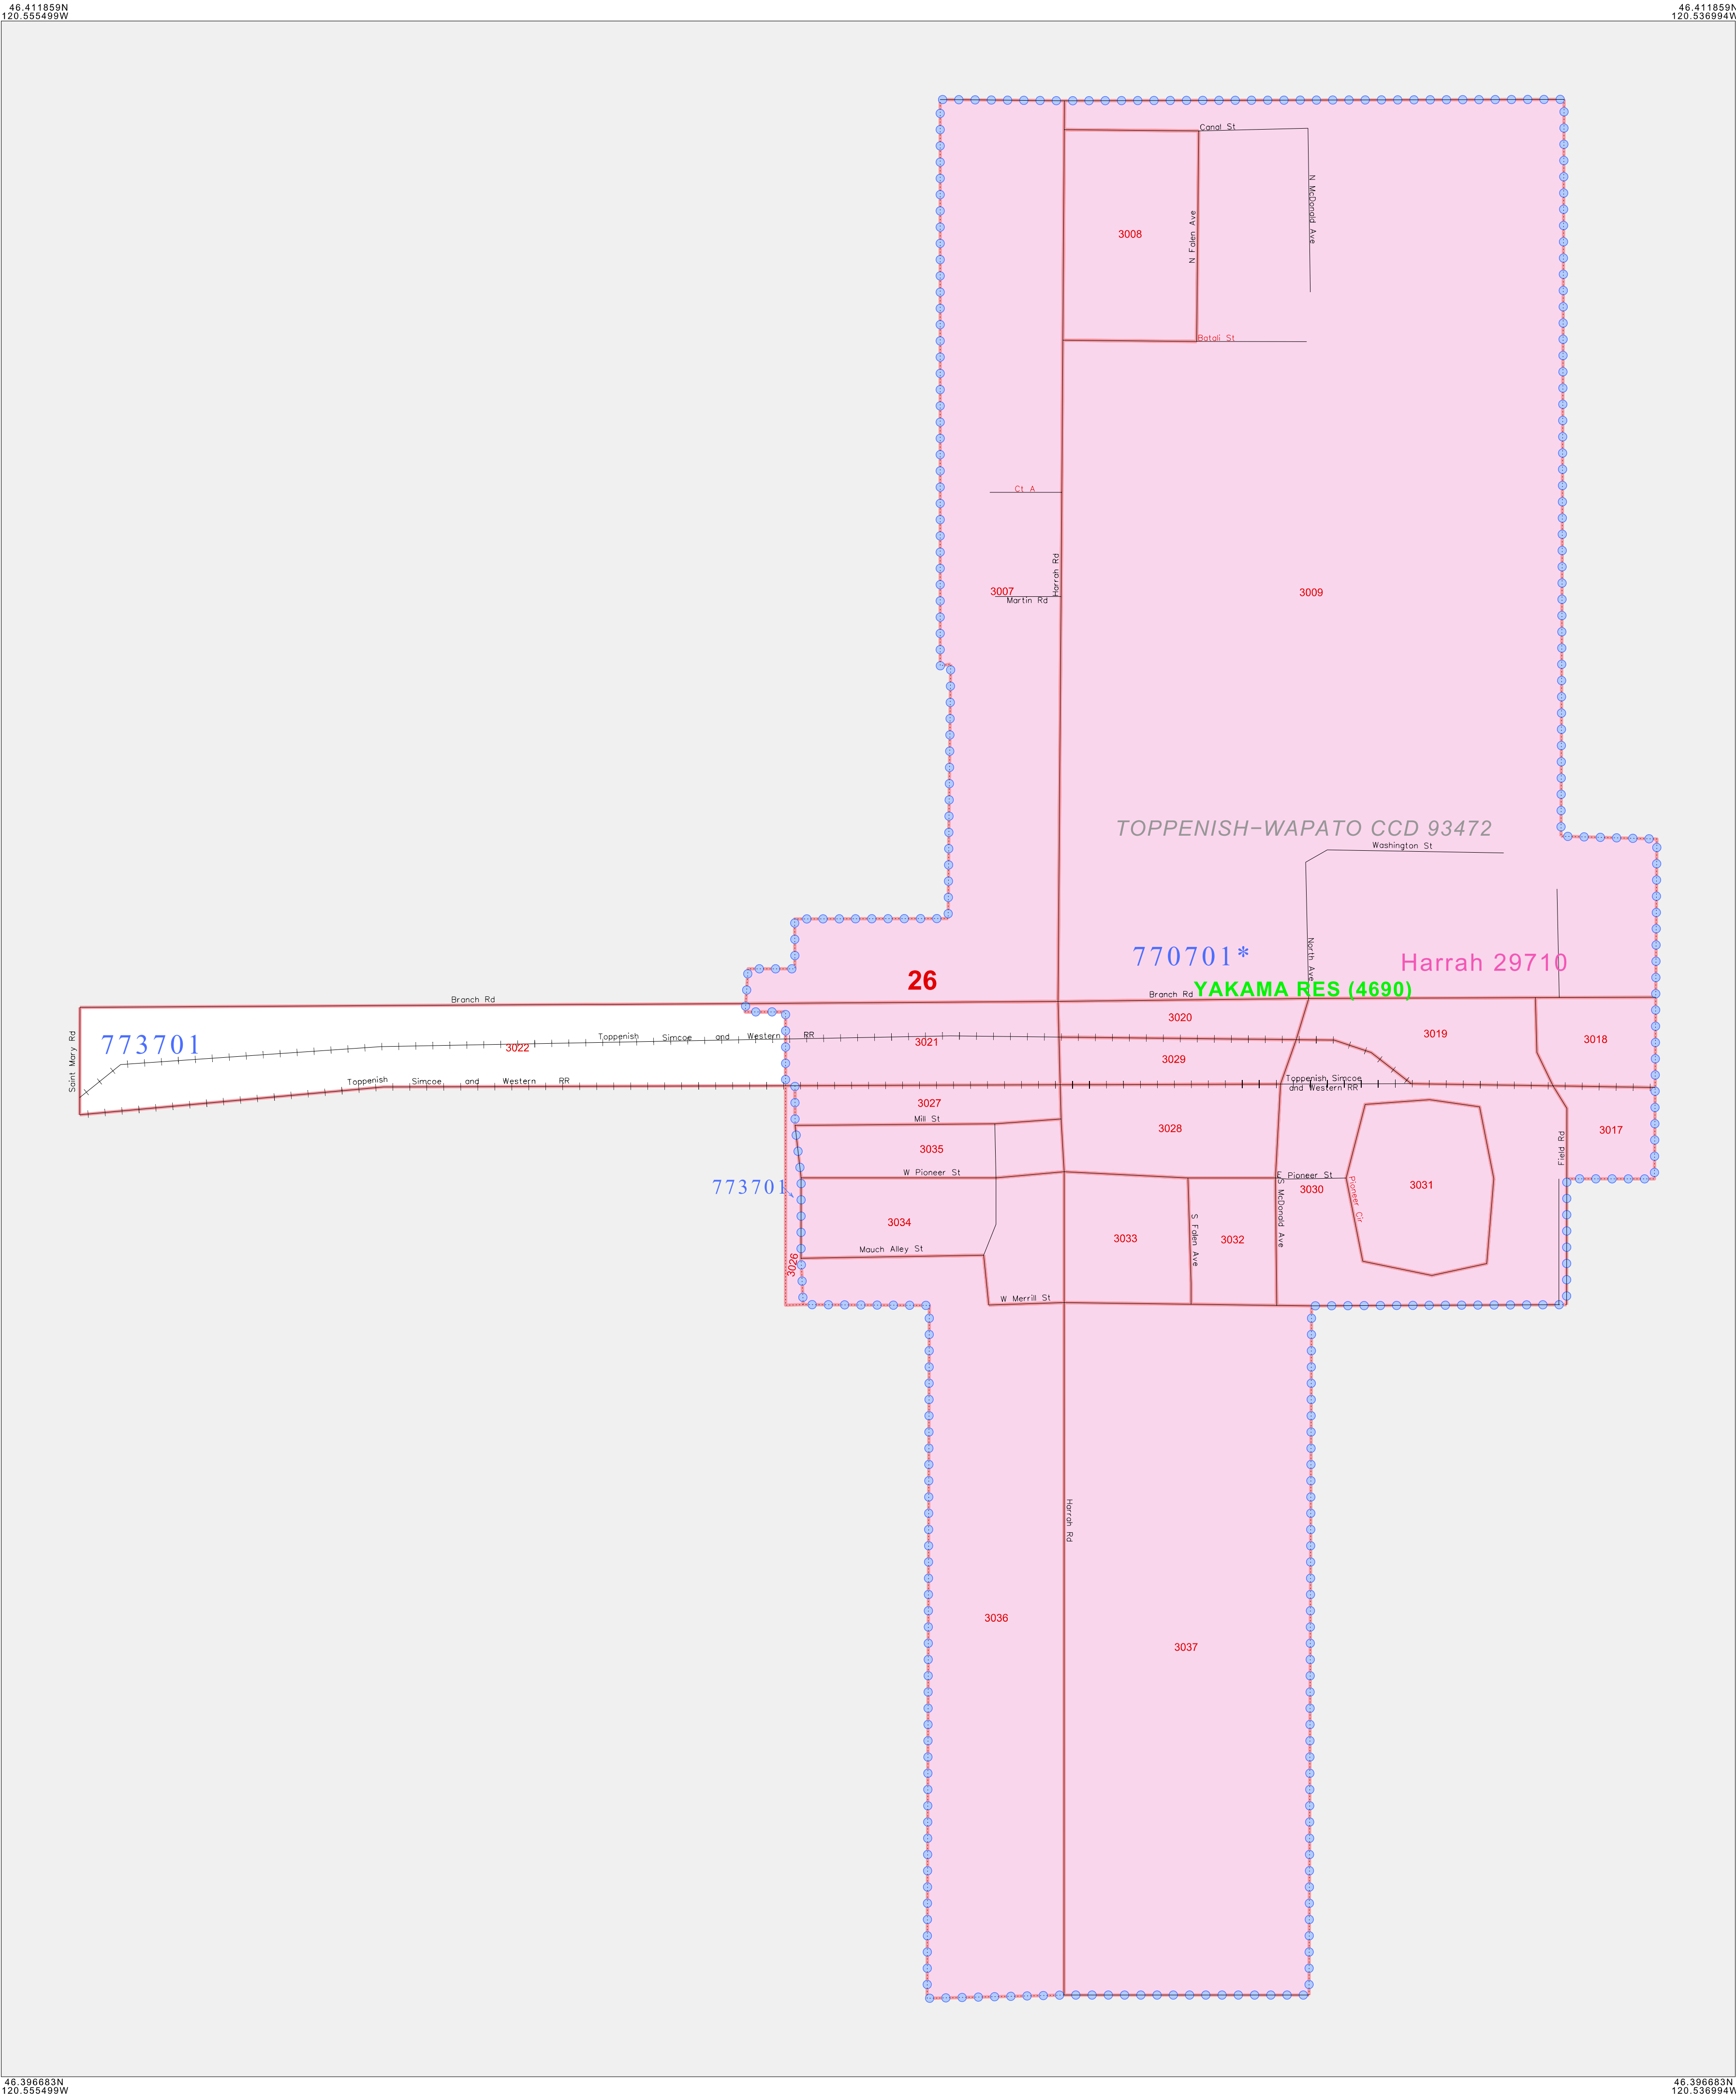 46.411859N
120.555499W
46.411859N
120.536994W
Canal St
N McDonald Ave
N Falen Ave
3008
Batali St
Ct A
Harrah Rd
3007
Martin Rd
3009
TOPPENISH-WAPATO CCD 93472
Washington St
North Ave
770701*
Harrah 29710
26
YAKAMA RES (4690)
Branch Rd
Branch Rd
3020
Saint Mary Rd
773701
Toppenish Simcoe and Western RR
3022
3021
3019
3018
3029
Toppenish Simcoe and Western RR
Toppenish, Simcoe
and Western RR
3027
Mill St
3028
3017
Field Rd
3035
W Pioneer St
E Pioneer St
773701
3030
3031
Pioneer Cir
S McDonald Ave
3034
S Falen Ave
3033
3032
Mauch Alley St
3026
W Merrill St
Harrah Rd
3036
3037
46.396683N
120.555499W
46.396683N
120.536994W